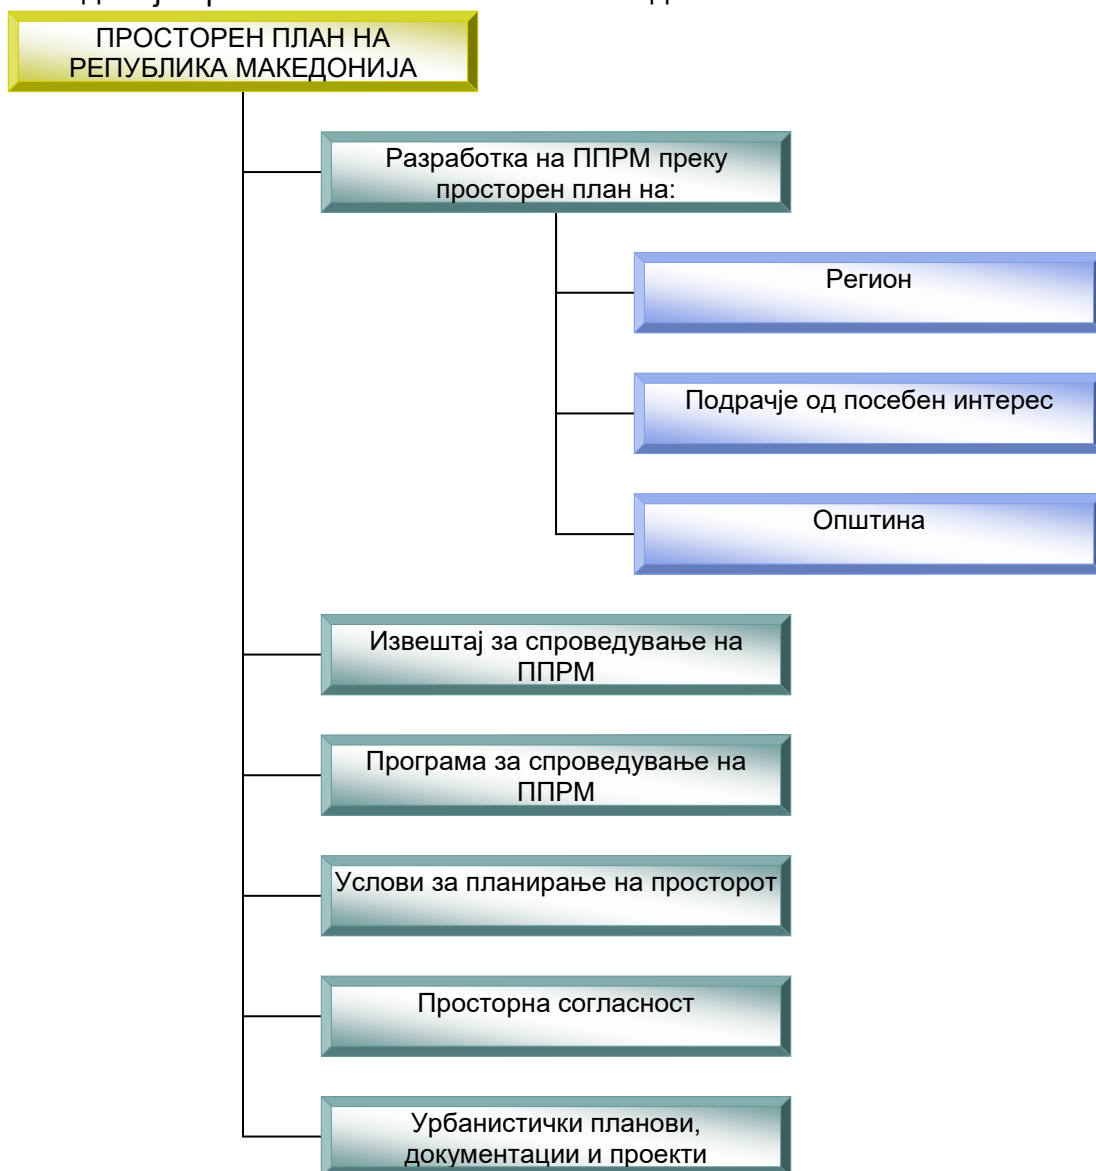 ПРОСТОРЕН ПЛАН НА
РЕПУБЛИКА МАКЕДОНИЈА
Разработка на ППРМ преку
просторен план на:
Регион
Подрачје од посебен интерес
Општина
Извештај за спроведување на
ППРМ
Програма за спроведување на
ППРМ
Услови за планирање на просторот
Просторна согласност
Урбанистички планови,
документации и проекти